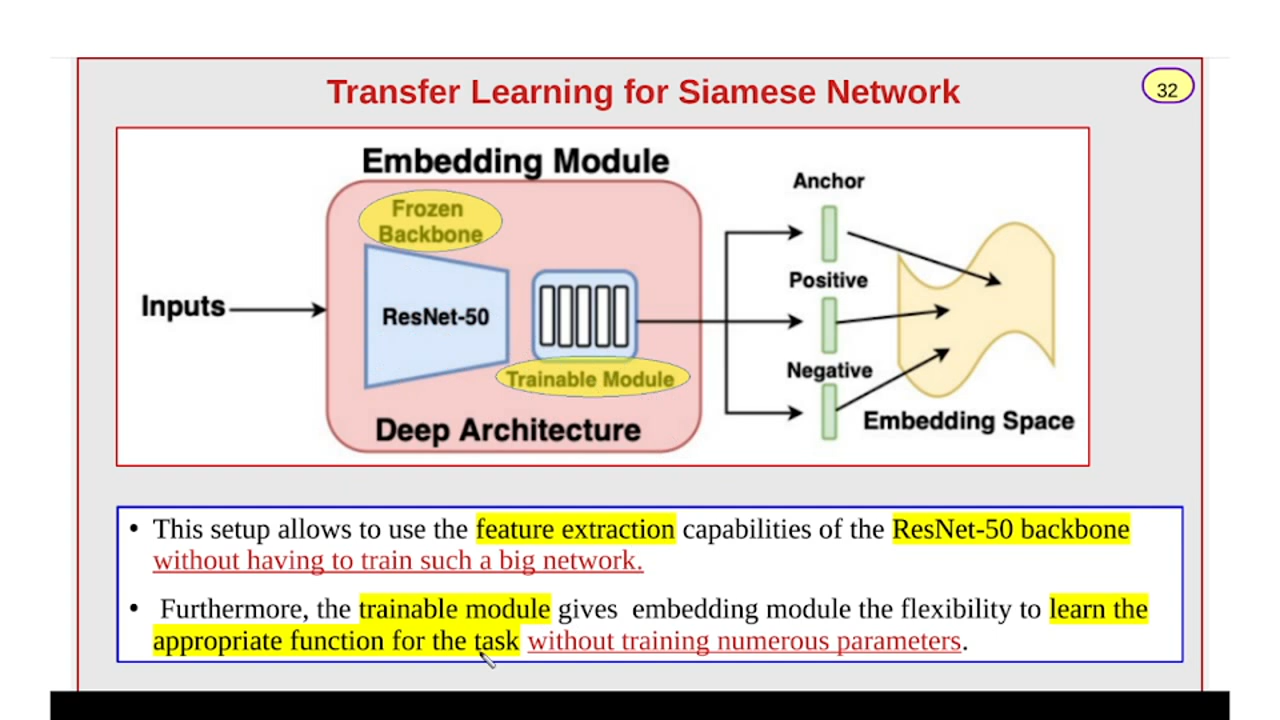 Transfer Learning for Siamese Network
32
Embedding Module
Frozen
Backbone
Inputs
ResNet-50
Trainable Module
Deep Architecture
Anchor
Positive
Negative
Embedding Space
• This setup allows to use the feature extraction capabilities of the ResNet-50 backbone
without having to train such a big network.
• Furthermore, the trainable module gives embedding module the flexibility to learn the
appropriate function for the task without training numerous parameters.